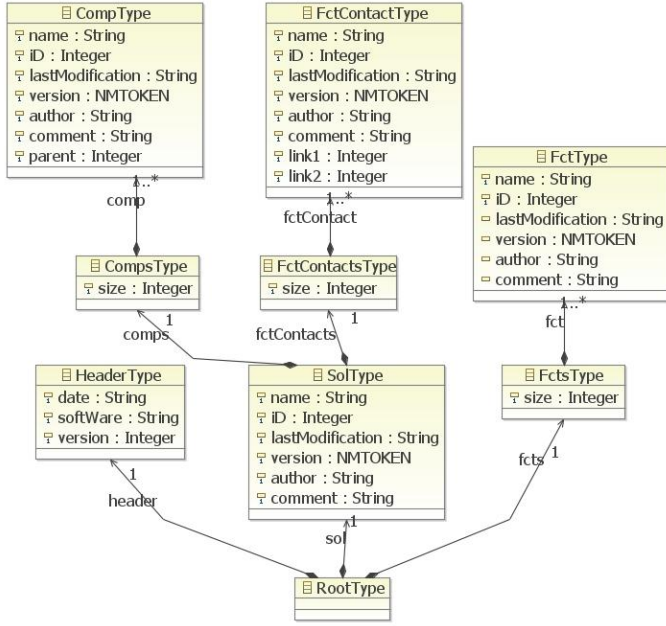 CompType
name : String
iD : Integer
lastModification : String
version : NMTOKEN
author : String
comment : String
parent : Integer
FctContactType
name : String
iD : Integer
lastModification : String
version : NMTOKEN
author : String
comment : String
link1 : Integer
link2 : Integer
FctType
name : String
iD : Integer
lastModification : String
version : NMTOKEN
author : String
comment : String
1..*
comp
1..*
fctContact
1..*
fct
CompsType
size : Integer
FctContactsType
size : Integer
1
comps
1
fctContacts
HeaderType
date : String
softWare : String
version : Integer
SolType
name : String
iD : Integer
lastModification : String
version : NMTOKEN
author : String
comment : String
FctsType
size : Integer
1
header
1
sol
fcts
1
RootType